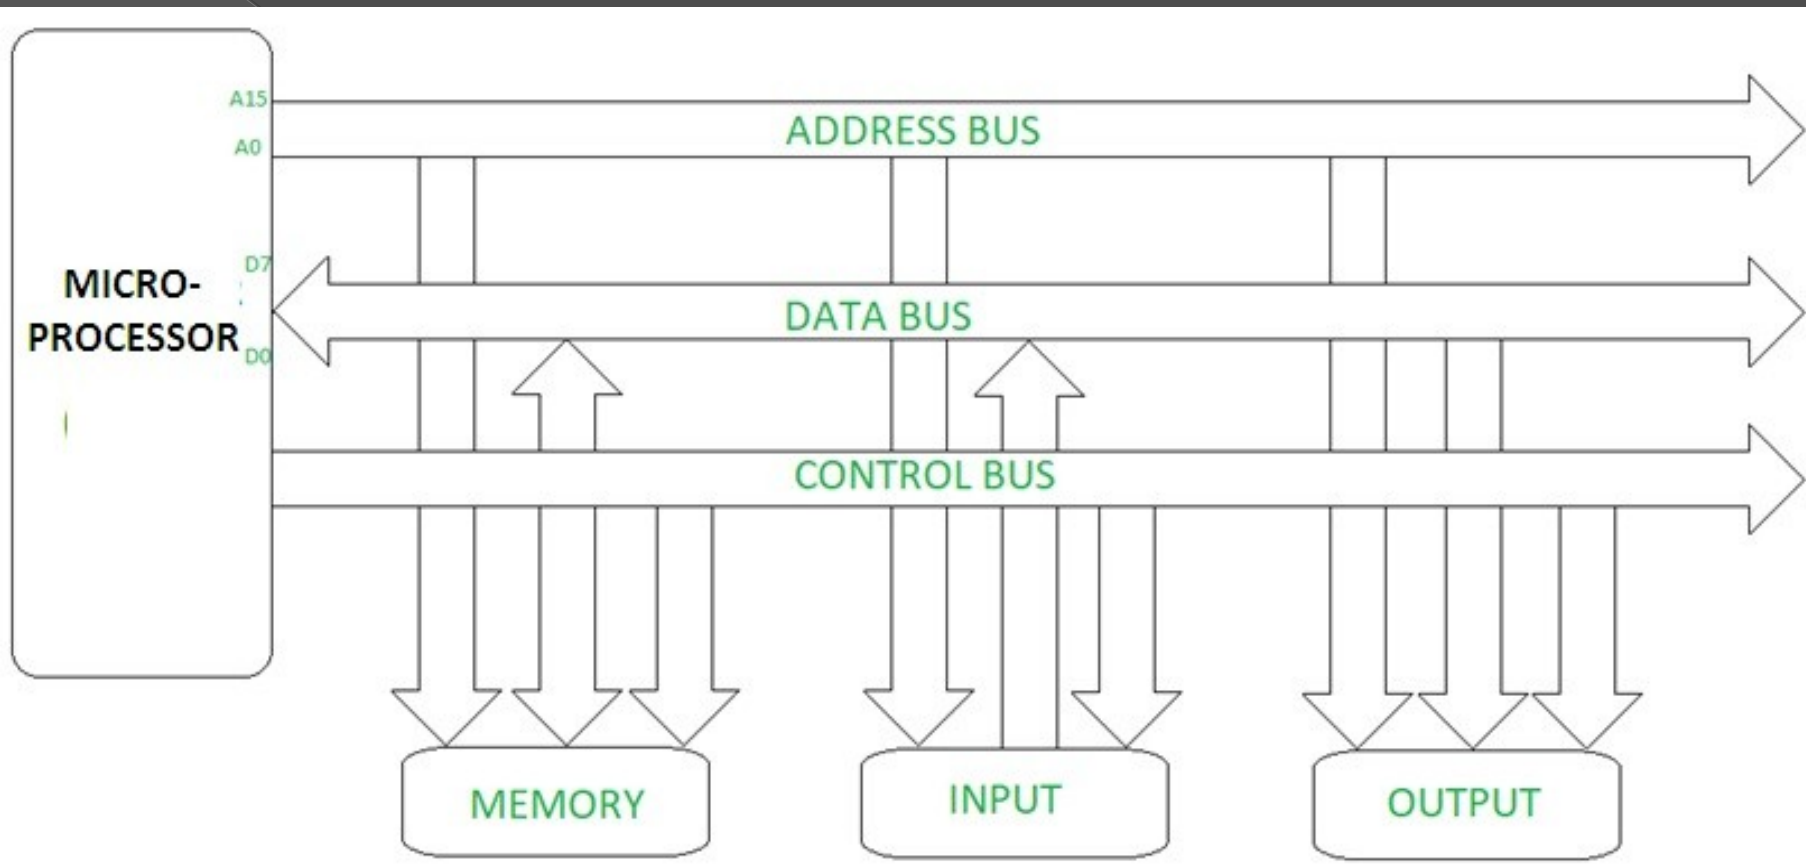 A15
ADDRESS BUS
A0
D7
MICRO-
DATA BUS
PROCESSOR
D0
CONTROL BUS
MEMORY
INPUT
OUTPUT